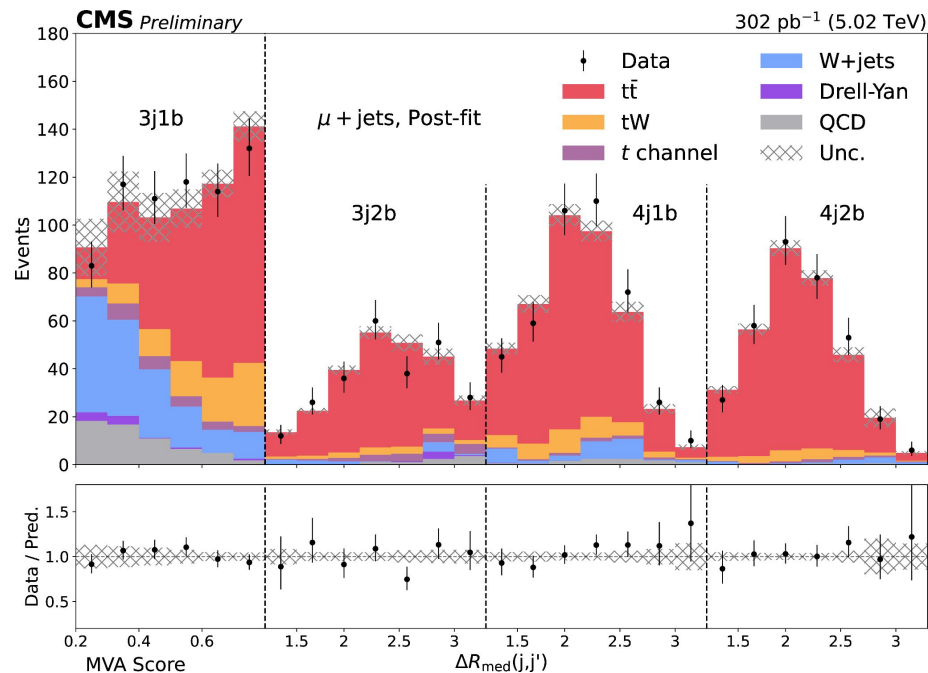 CMS Preliminary 302 pb⁻¹ (5.02 TeV)
180
160
140
120
100
80
60
40
20
0
Events
Data
tt̄
tW
t channel
W+jets
Drell-Yan
QCD
Unc.
μ + jets, Post-fit
3j1b
3j2b
4j1b
4j2b
1.5
1.0
0.5
Data / Pred.
0.2 0.4 0.6 1.5 2 2.5 3 1.5 2 2.5 3 1.5 2 2.5 3
MVA Score ΔR_med(j,j')